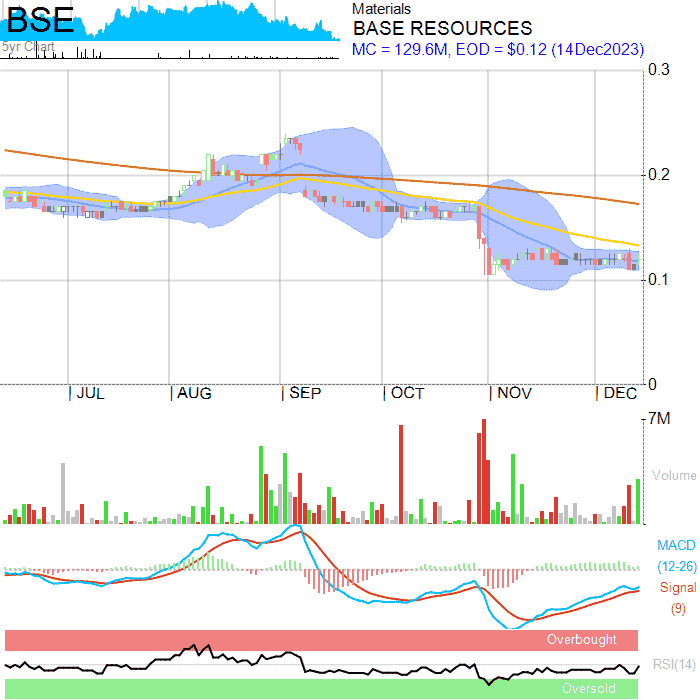 BSE
5yr Chart
Materials
BASE RESOURCES
MC = 129.6M, EOD = $0.12 (14Dec2023)
0.3
0.2
0.1
0
| JUL | AUG | SEP | OCT | NOV | DEC
7M
Volume
MACD
(12-26)
Signal
(9)
Overbought
RSI(14)
Oversold